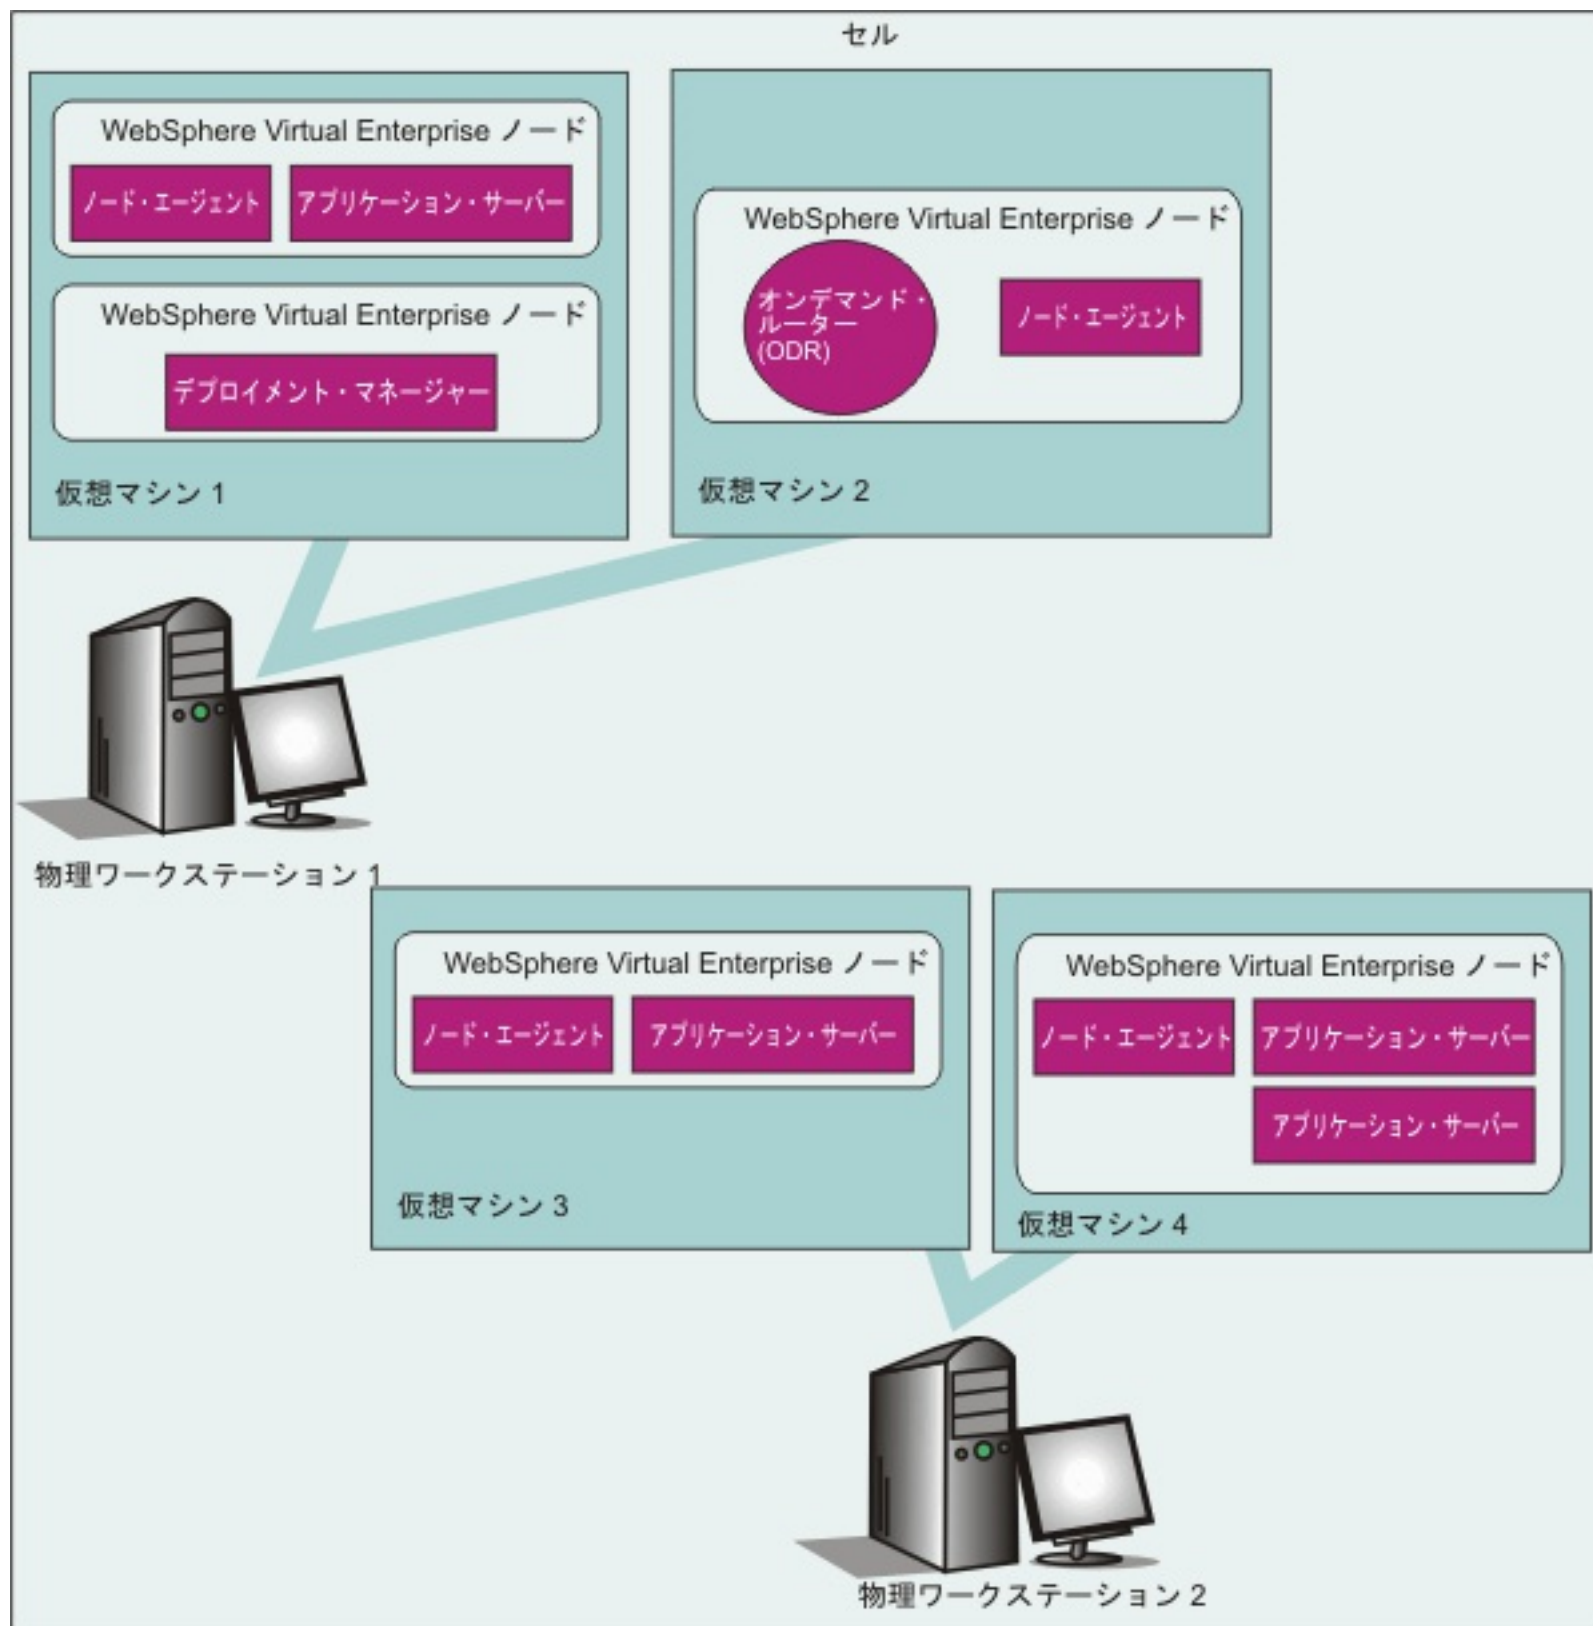 セル
WebSphere Virtual Enterprise ノード
ノード・エージェント
アプリケーション・サーバー
WebSphere Virtual Enterprise ノード
デプロイメント・マネージャー
仮想マシン 1
WebSphere Virtual Enterprise ノード
オンデマンド・
ルーター
(ODR)
ノード・エージェント
仮想マシン 2
物理ワークステーション 1
WebSphere Virtual Enterprise ノード
ノード・エージェント
アプリケーション・サーバー
仮想マシン 3
WebSphere Virtual Enterprise ノード
ノード・エージェント
アプリケーション・サーバー
アプリケーション・サーバー
仮想マシン 4
物理ワークステーション 2